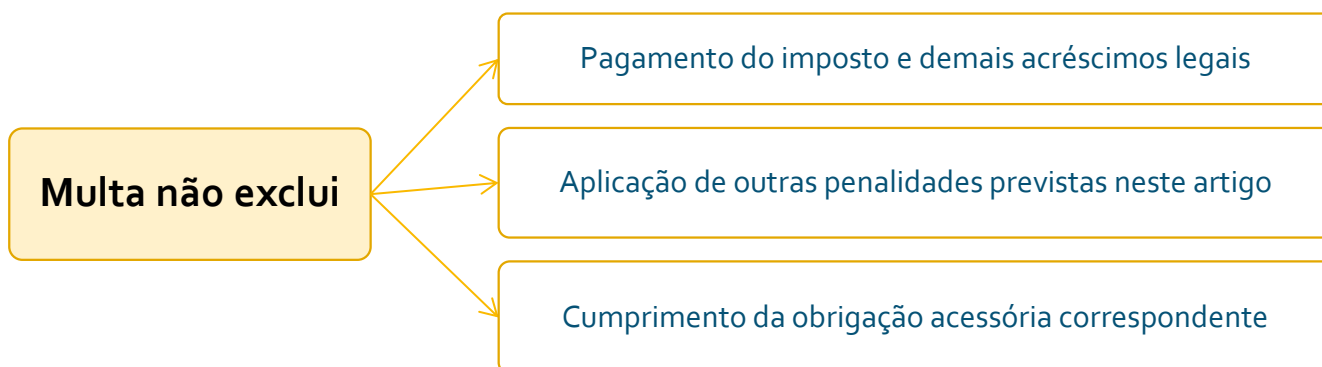 Pagamento do imposto e demais acréscimos legais
Multa não exclui
Aplicação de outras penalidades previstas neste artigo
Cumprimento da obrigação acessória correspondente